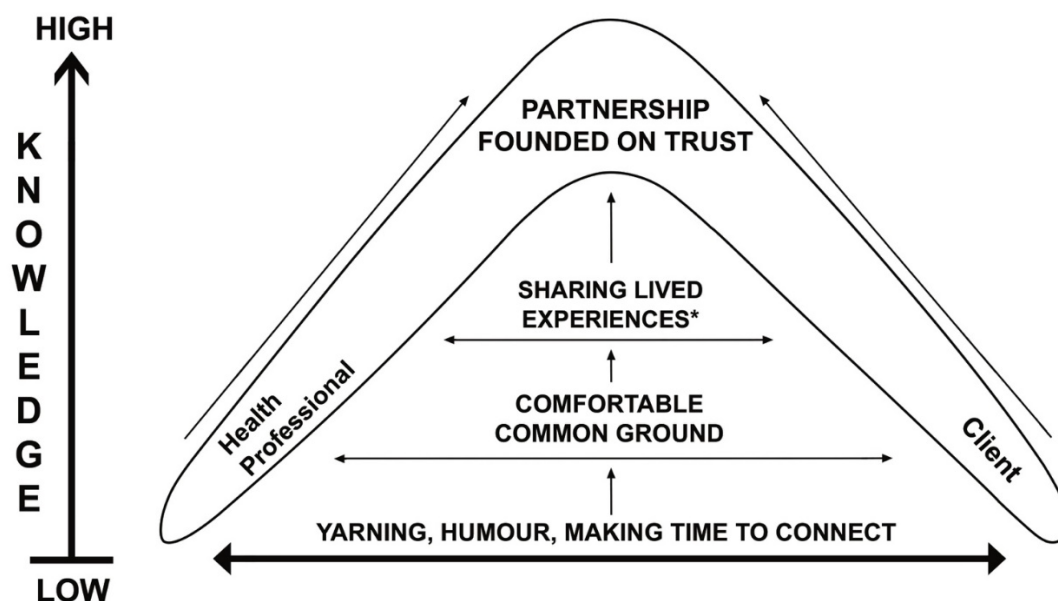 HIGH
KNOWLEDGE
LOW
PARTNERSHIP
FOUNDED ON TRUST
SHARING LIVED
EXPERIENCES*
COMFORTABLE
COMMON GROUND
YARNING, HUMOUR, MAKING TIME TO CONNECT
Health
Professional
Client